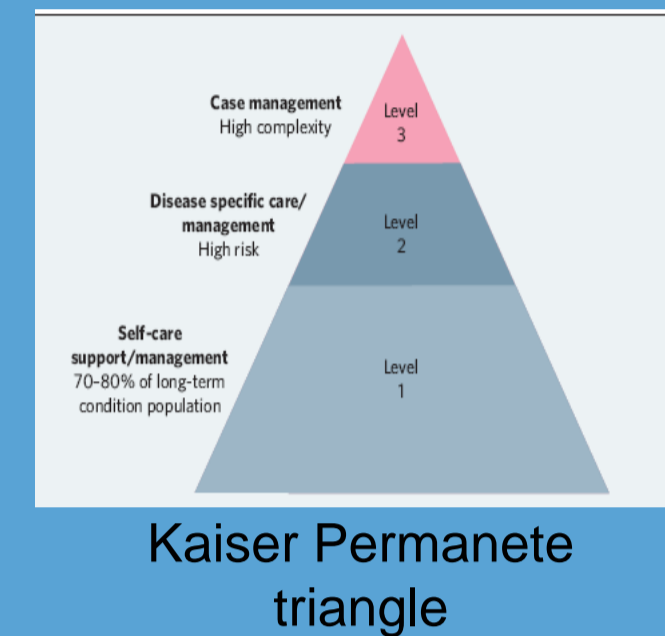 Case management
High complexity
Level
3
Disease specific care/
management
High risk
Level
2
Self-care
support/management
70-80% of long-term
condition population
Level
1
Kaiser Permanete
triangle